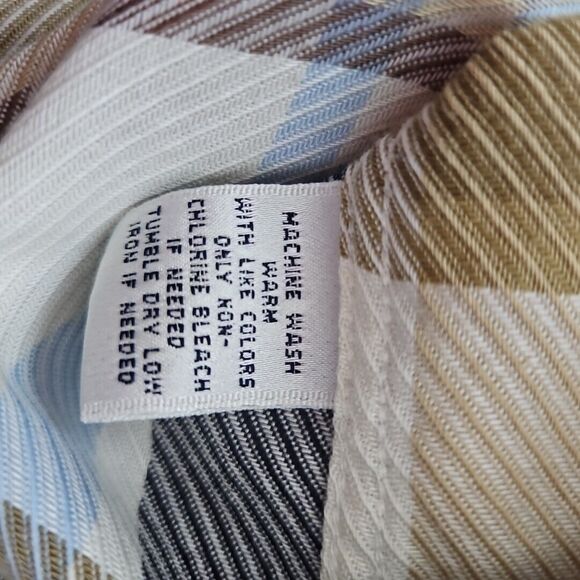 MACHINE WASH
WARM
WITH LIKE COLORS
ONLY NON-
CHLORINE BLEACH
IF NEEDED
TUMBLE DRY LOW
IRON IF NEEDED